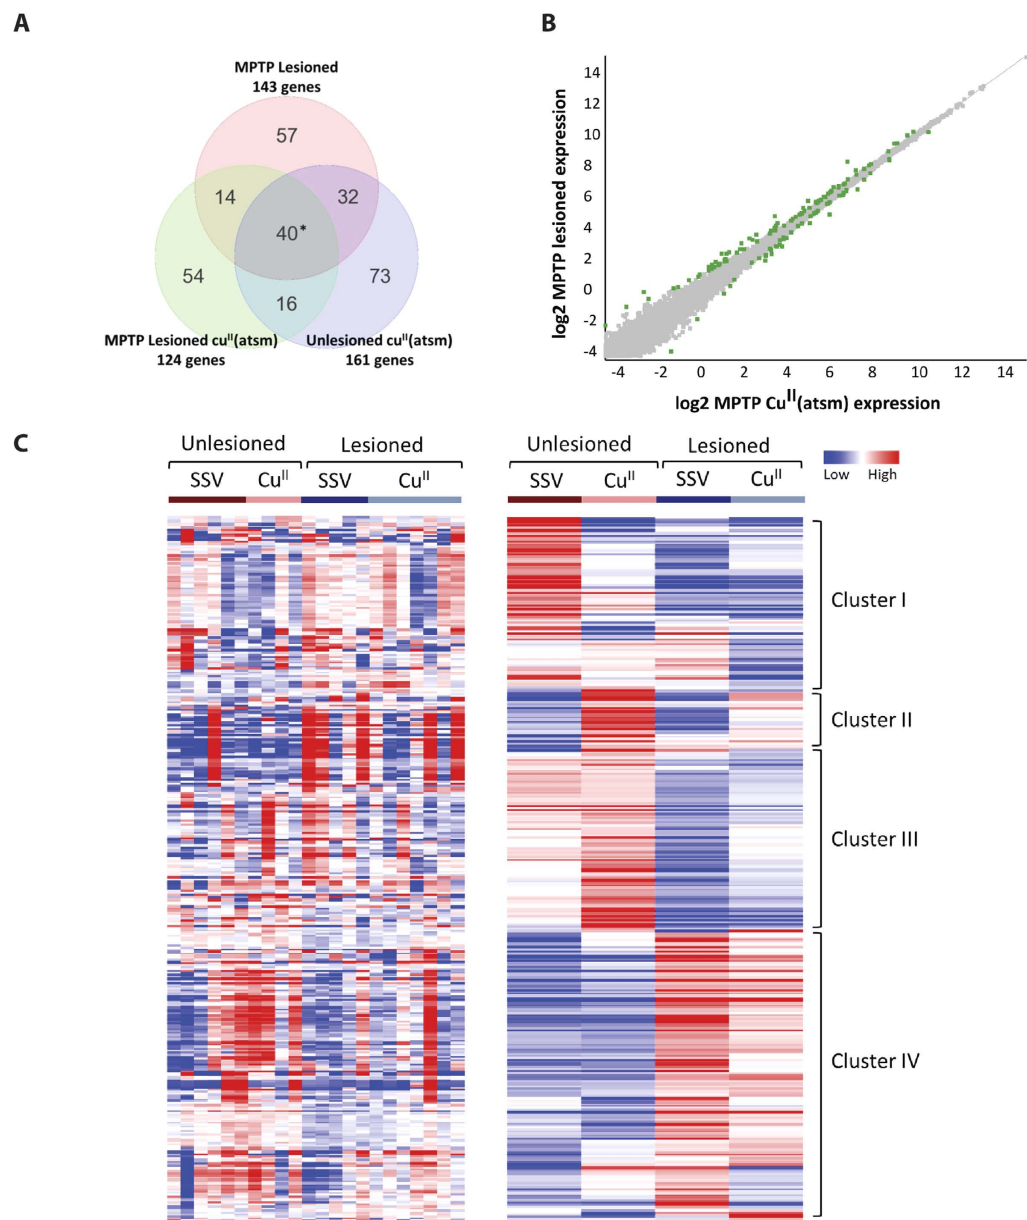 A
MPTP Lesioned
143 genes
57
14
32
40*
54
73
16
MPTP Lesioned cuᴵᴵ(atsm)
124 genes
Unlesioned cuᴵᴵ(atsm)
161 genes
B
log2 MPTP lesioned expression
14
12
10
8
6
4
2
0
-2
-4
-4 -2 0 2 4 6 8 10 12 14
log2 MPTP Cuᴵᴵ(atsm) expression
C
Unlesioned Lesioned
SSV Cuᴵᴵ SSV Cuᴵᴵ
Unlesioned Lesioned
SSV Cuᴵᴵ SSV Cuᴵᴵ
Low High
Cluster I
Cluster II
Cluster III
Cluster IV